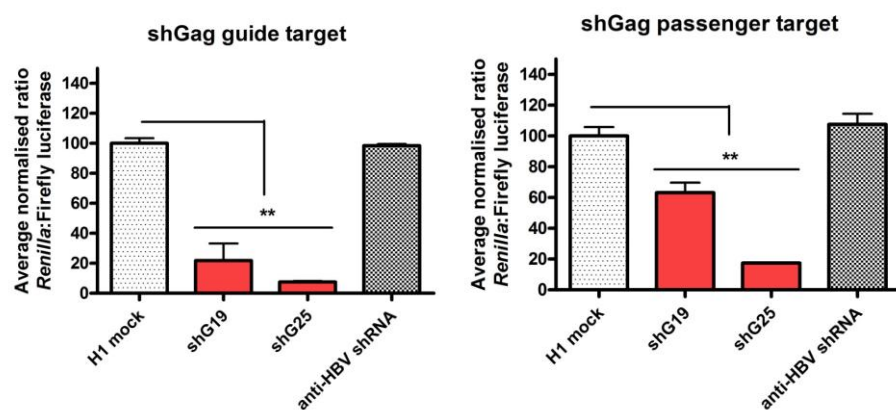 shGag guide target
Average normalised ratio
Renilla:Firefly luciferase
140
120
100
80
60
40
20
0
**
H1 mock
shG19
shG25
anti-HBV shRNA
shGag passenger target
Average normalised ratio
Renilla:Firefly luciferase
140
120
100
80
60
40
20
0
**
H1 mock
shG19
shG25
anti-HBV shRNA